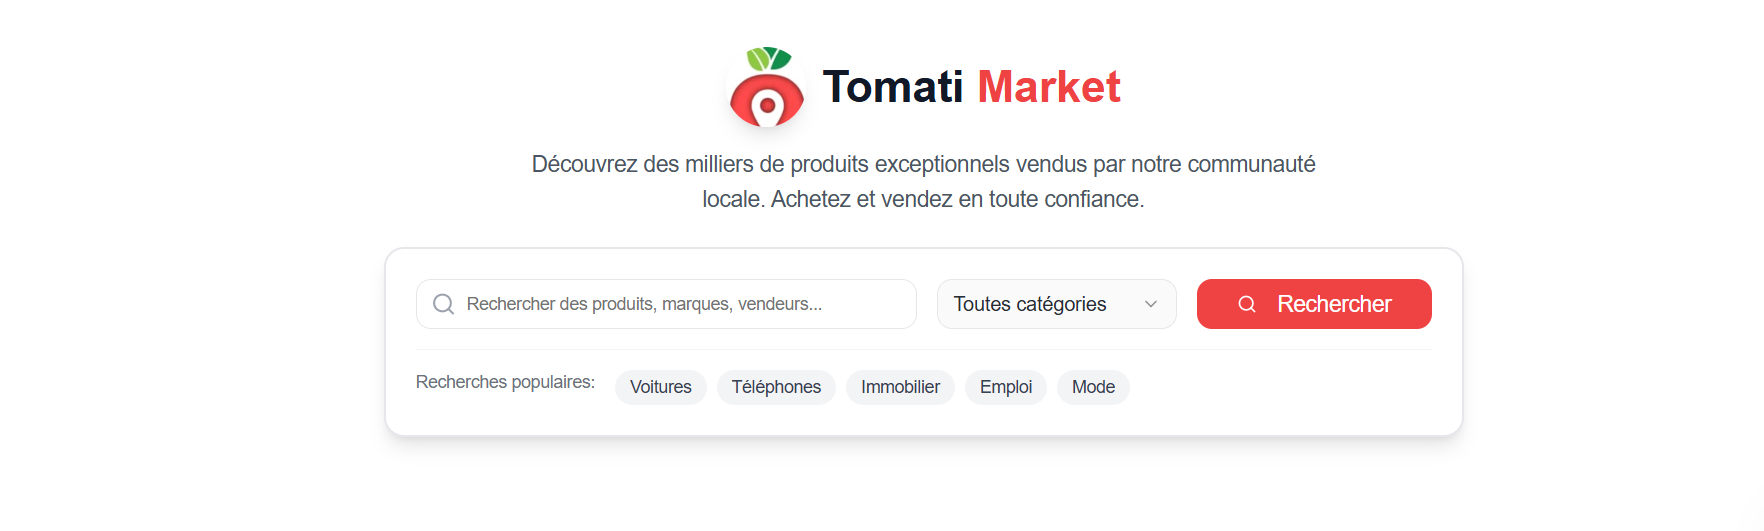 Tomati Market
Découvrez des milliers de produits exceptionnels vendus par notre communauté
locale. Achetez et vendez en toute confiance.
Rechercher des produits, marques, vendeurs...
Toutes catégories
Rechercher
Recherches populaires:
Voitures
Téléphones
Immobilier
Emploi
Mode